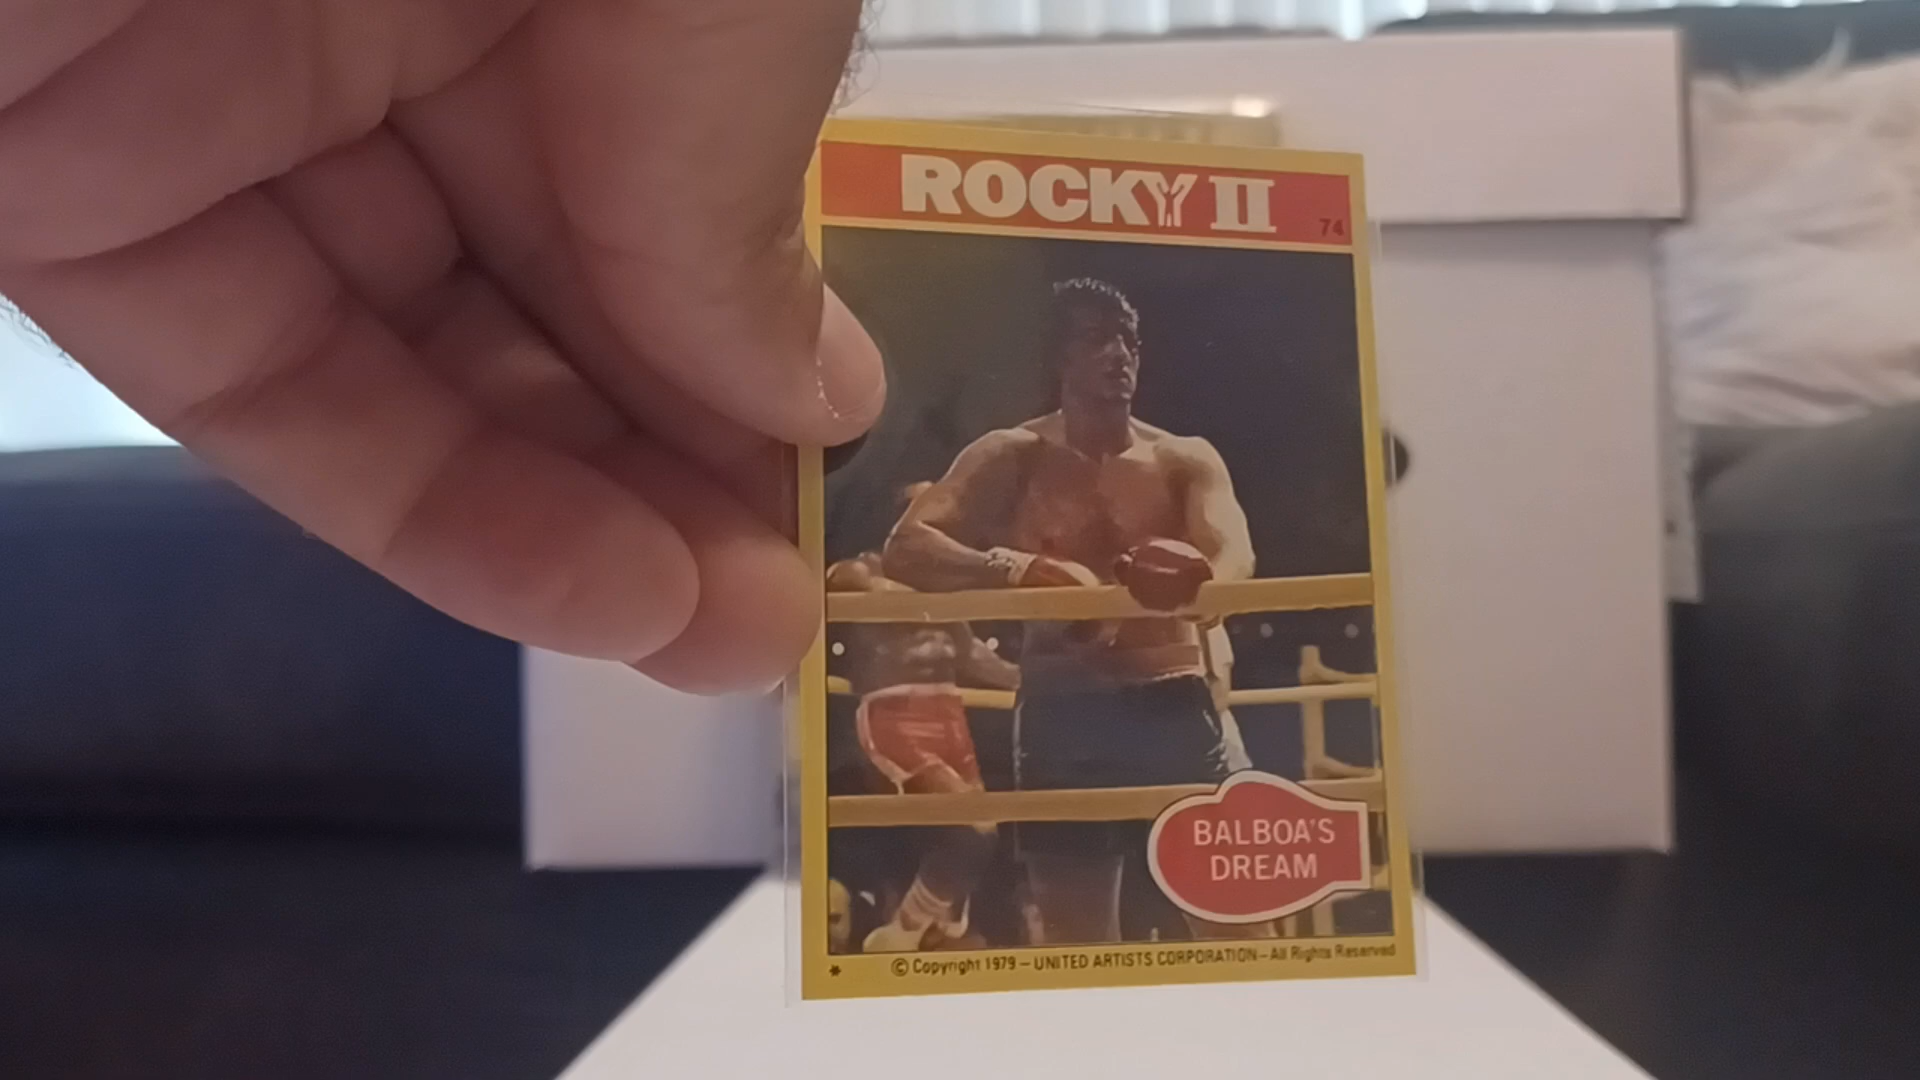 ROCKY II
74
BALBOA'S
DREAM
* © Copyright 1979 – UNITED ARTISTS CORPORATION – All Rights Reserved